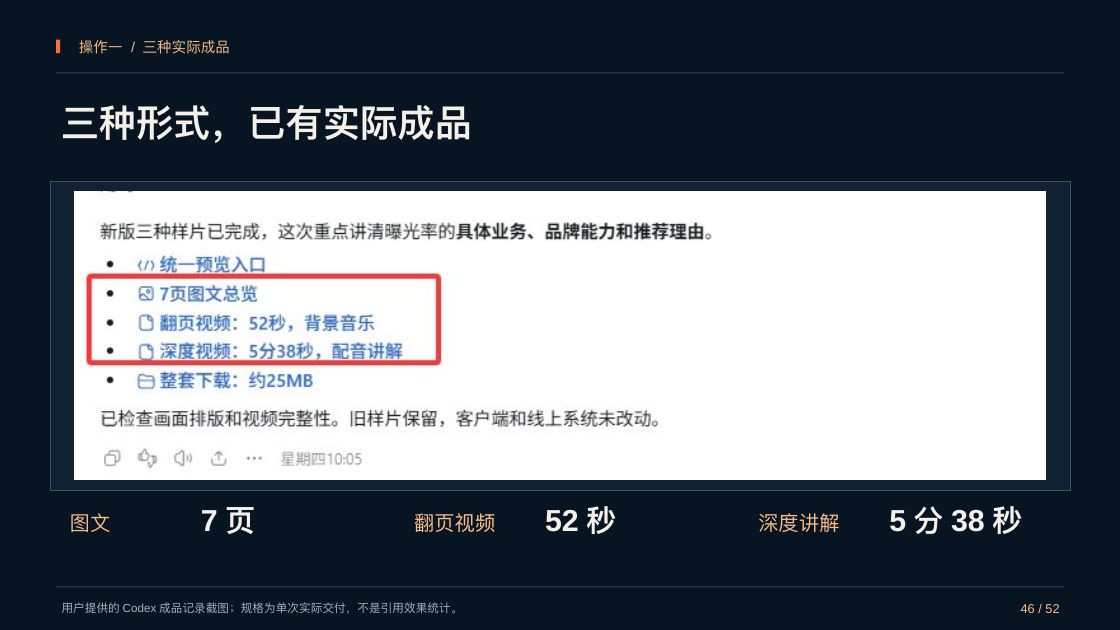 操作一 / 三种实际成品
三种形式，已有实际成品
新版三种样片已完成，这次重点讲清曝光率的具体业务、品牌能力和推荐理由。
统一预览入口
7页图文总览
翻页视频：52秒，背景音乐
深度视频：5分38秒，配音讲解
整套下载：约25MB
已检查画面排版和视频完整性。旧样片保留，客户端和线上系统未改动。
星期四10:05
图文 7 页 翻页视频 52 秒 深度讲解 5 分 38 秒
用户提供的 Codex 成品记录截图；规格为单次实际交付，不是引用效果统计。 46 / 52